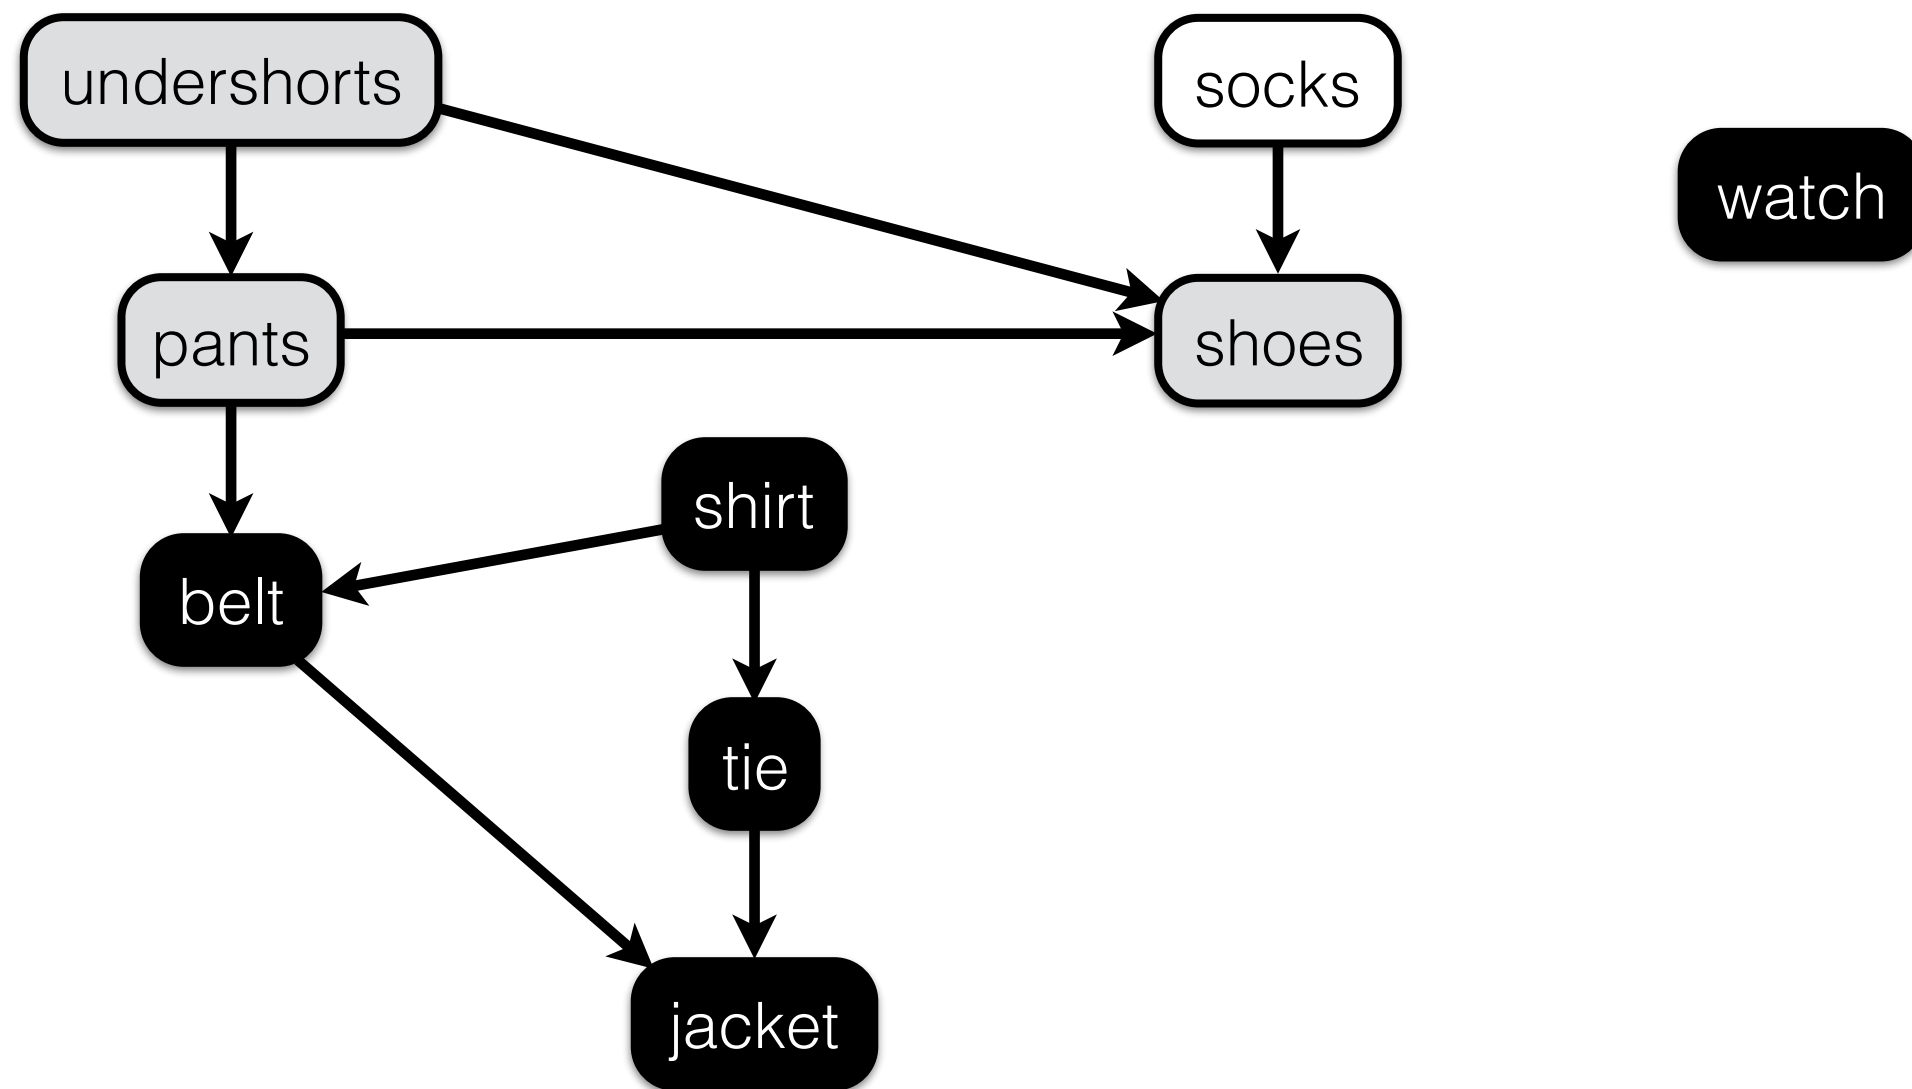 undershorts
socks
watch
pants
shoes
shirt
belt
tie
jacket